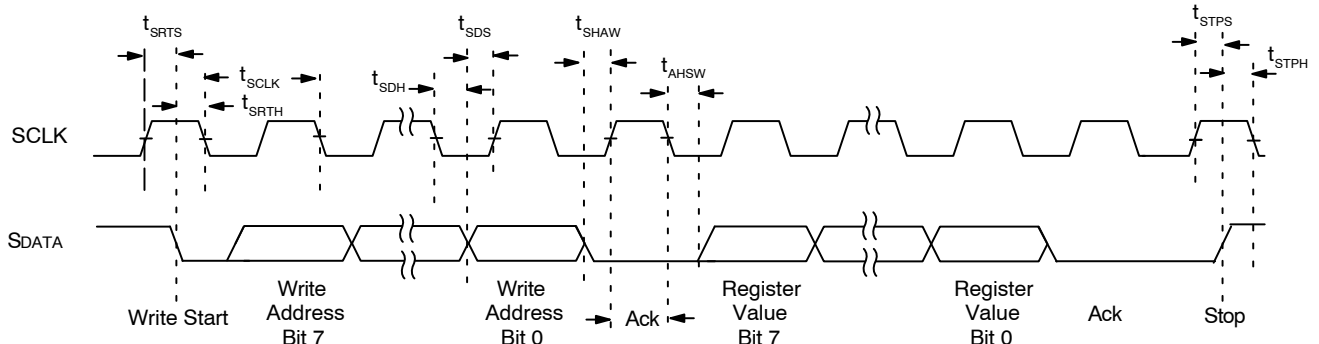 tSRTS
tSDS
tSHAW
tSTPS
tSCLK
tSDH
tAHSW
tSTPH
tSRTH
SCLK
SDATA
Write Start
Write
Address
Bit 7
Write
Address
Bit 0
Ack
Register
Value
Bit 7
Register
Value
Bit 0
Ack
Stop